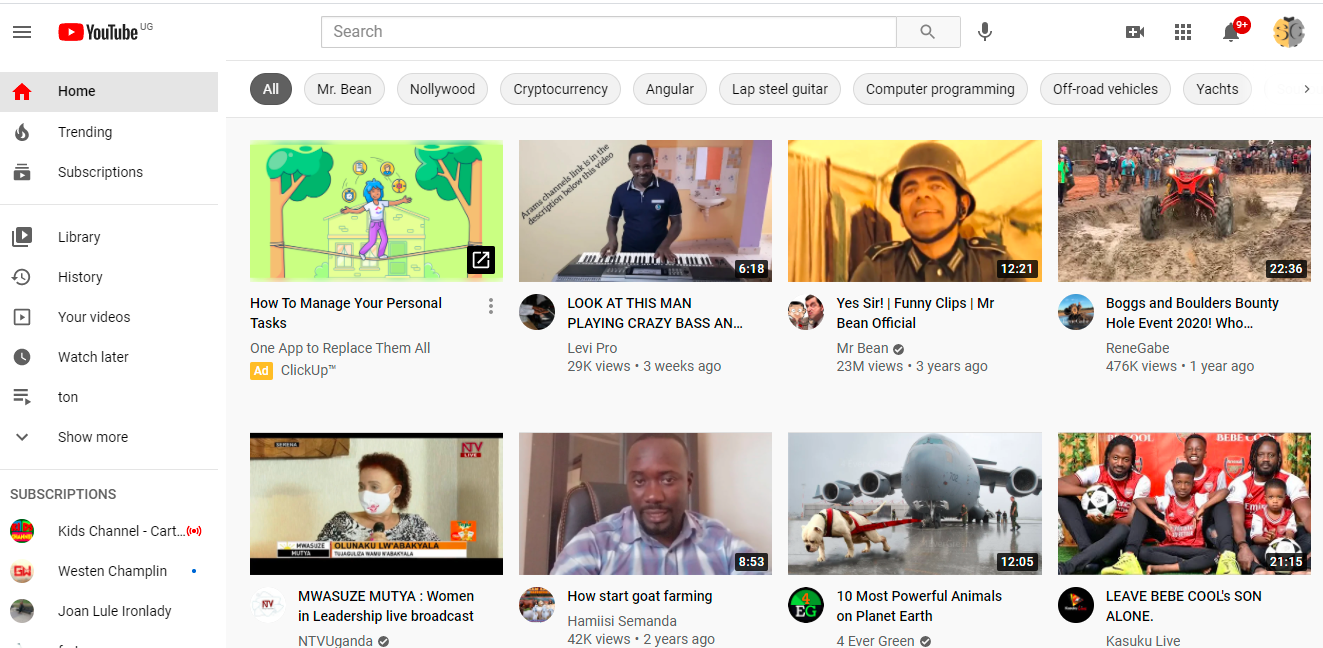 YouTube UG
Search
9+
Home
Trending
Subscriptions
Library
History
Your videos
Watch later
ton
Show more
SUBSCRIPTIONS
Kids Channel - Cart...
Westen Champlin
Joan Lule Ironlady
All
Mr. Bean
Nollywood
Cryptocurrency
Angular
Lap steel guitar
Computer programming
Off-road vehicles
Yachts
How To Manage Your Personal
Tasks
One App to Replace Them All
Ad ClickUp™
Arams channels link is in the
description below this video
6:18
LOOK AT THIS MAN
PLAYING CRAZY BASS AN...
Levi Pro
29K views • 3 weeks ago
12:21
Yes Sir! | Funny Clips | Mr
Bean Official
Mr Bean
23M views • 3 years ago
22:36
Boggs and Boulders Bounty
Hole Event 2020! Who...
ReneGabe
476K views • 1 year ago
SERENA
NTV
LIVE
MWASUZE
MUTYA
OLUNAKU LW'ABAKYALA
TUJAGULIZA NAMU N'ABAKYALA
NTV
MWASUZE MUTYA : Women
in Leadership live broadcast
NTVUganda
8:53
How start goat farming
Hamiisi Semanda
42K views • 2 years ago
12:05
4
EG
10 Most Powerful Animals
on Planet Earth
4 Ever Green
BEBE COOL
21:15
LEAVE BEBE COOL's SON
ALONE.
Kasuku Live